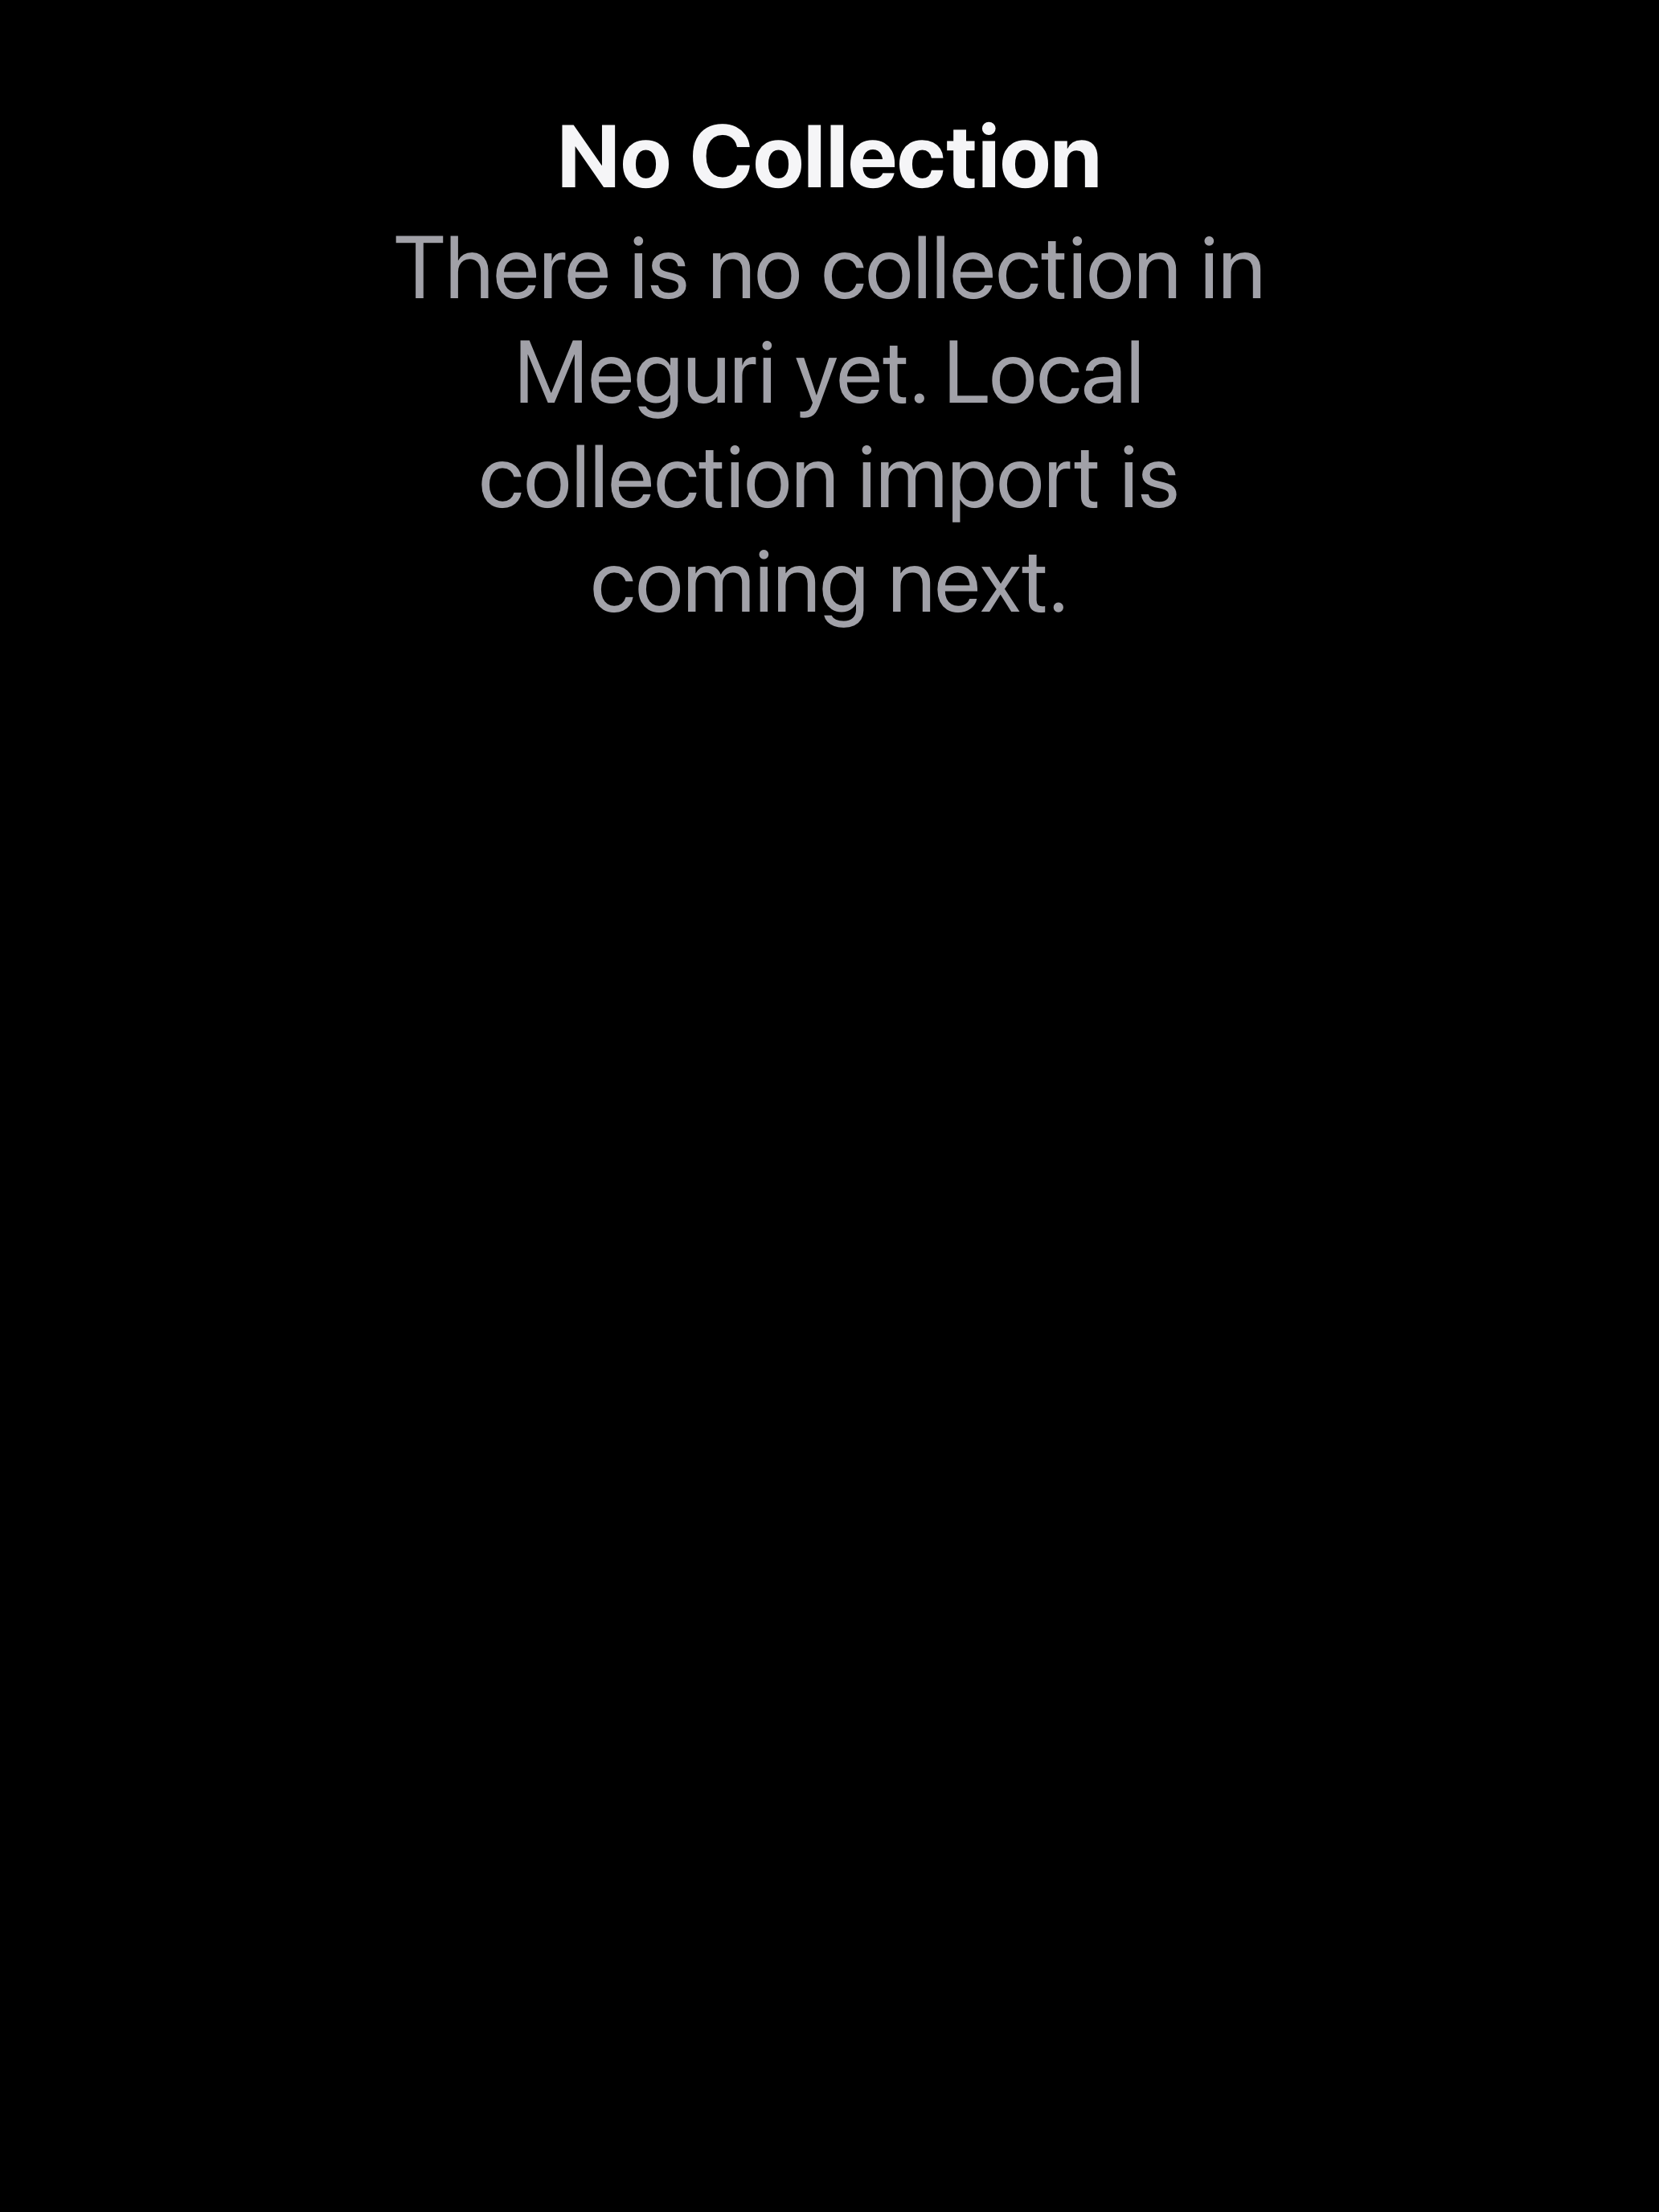 No Collection
There is no collection in
Meguri yet. Local
collection import is
coming next.